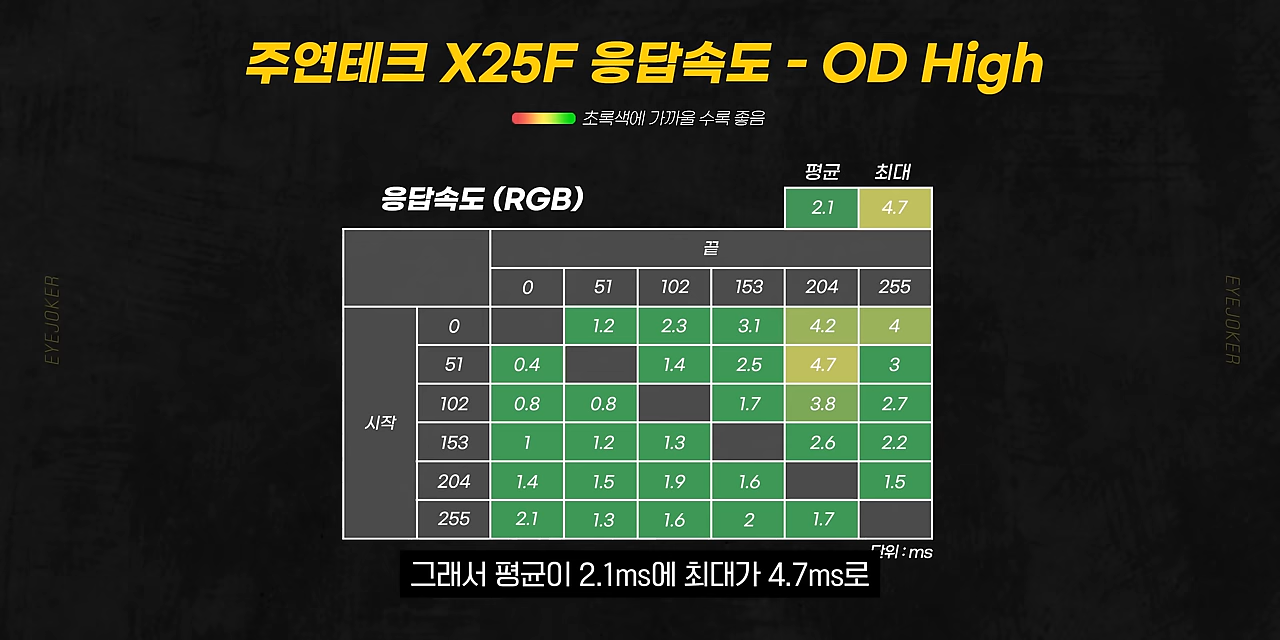 주연테크 X25F 응답속도 - OD High
초록색에 가까울 수록 좋음
평균 최대
응답속도 (RGB) 2.1 4.7
끝
0 51 102 153 204 255
0 1.2 2.3 3.1 4.2 4
51 0.4 1.4 2.5 4.7 3
102 0.8 0.8 1.7 3.8 2.7
시작
153 1 1.2 1.3 2.6 2.2
204 1.4 1.5 1.9 1.6 1.5
255 2.1 1.3 1.6 2 1.7
단위 : ms
그래서 평균이 2.1ms에 최대가 4.7ms로
EYEJOKER
EYEJOKER